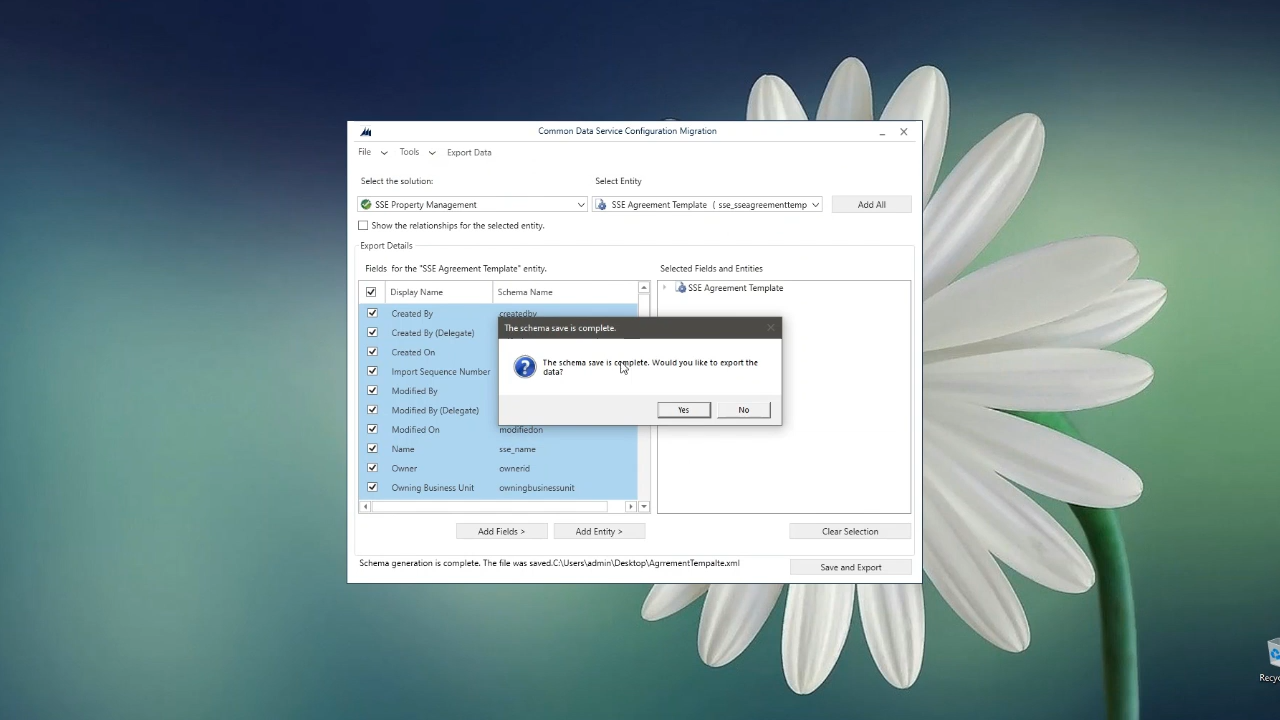 Common Data Service Configuration Migration
File Tools Export Data
Select the solution: Select Entity
SSE Property Management SSE Agreement Template ( sse_sseagreementtemp Add All
Show the relationships for the selected entity.
Export Details
Fields for the "SSE Agreement Template" entity. Selected Fields and Entities
Display Name Schema Name SSE Agreement Template
Created By createdby
Created By (Delegate)
Created On
Import Sequence Number
Modified By
Modified By (Delegate)
Modified On modifiedon
Name sse_name
Owner ownerid
Owning Business Unit owningbusinessunit
The schema save is complete.
The schema save is complete. Would you like to export the
data?
Yes No
Add Fields > Add Entity > Clear Selection
Schema generation is complete. The file was saved.C:\Users\admin\Desktop\AgrrementTempalte.xml Save and Export